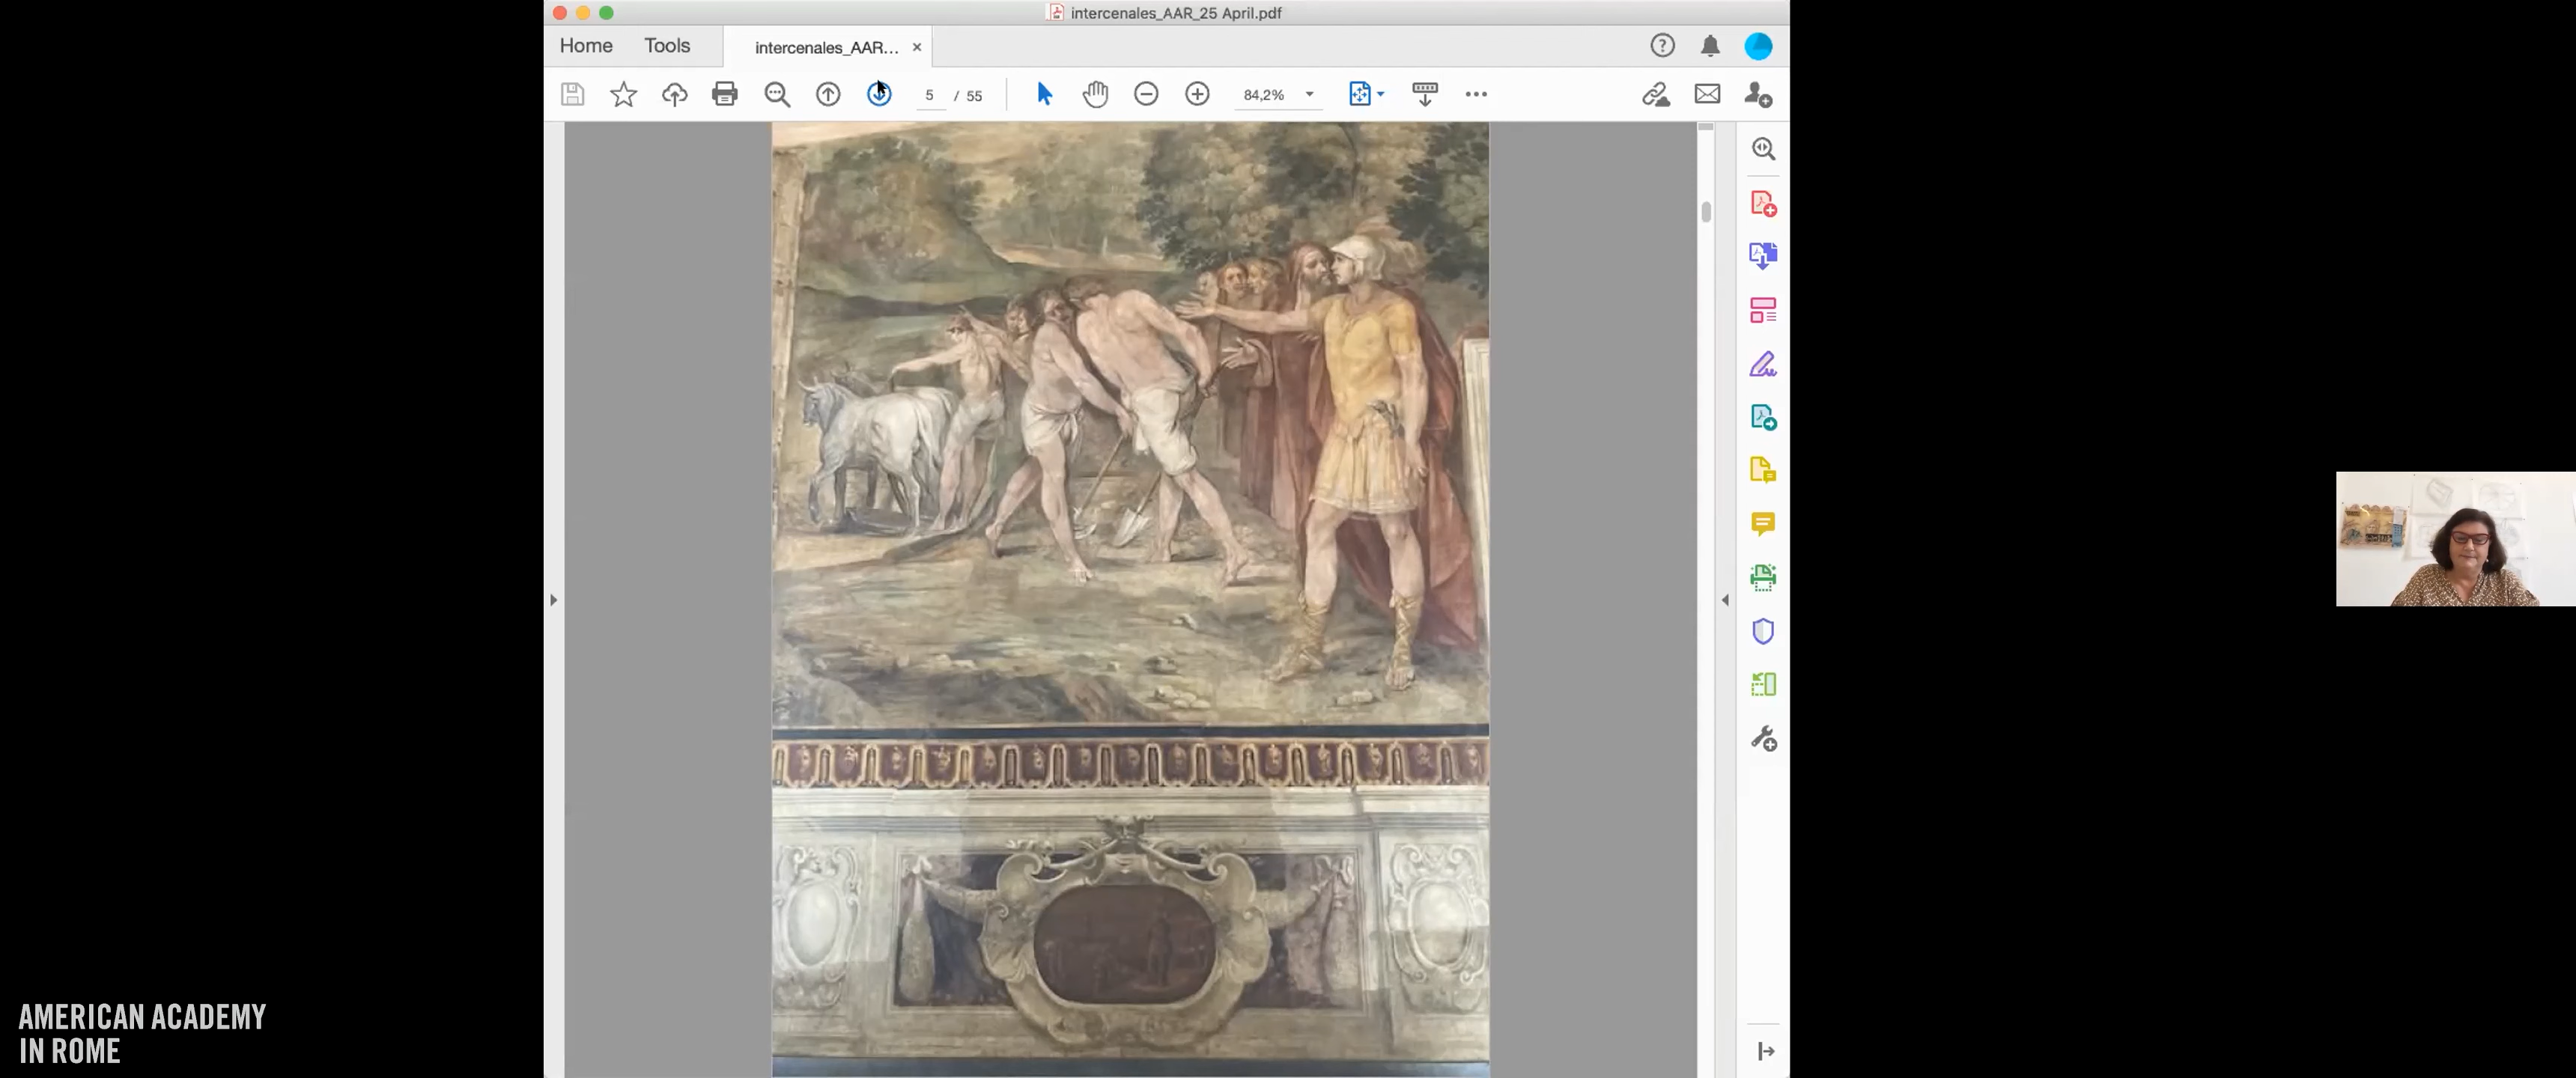 intercenales_AAR_25 April.pdf
Home
Tools
intercenales_AAR... ×
5 / 55
84,2%
AMERICAN ACADEMY
IN ROME